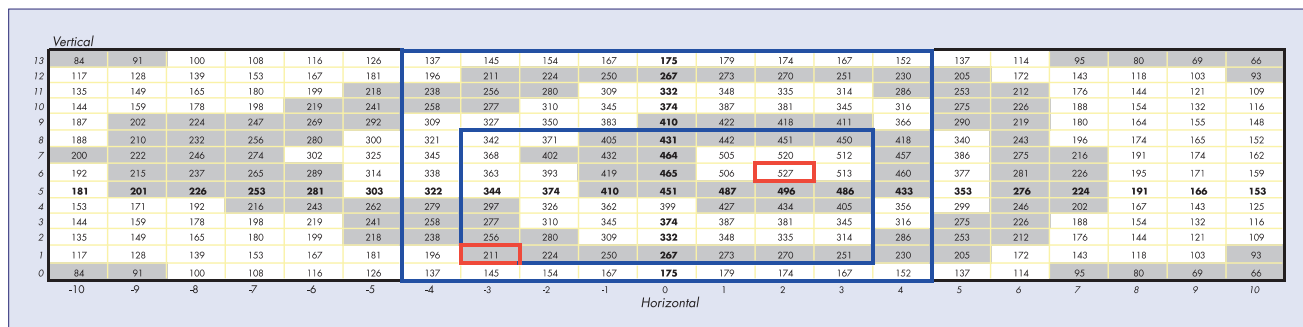 Vertical
13 84 91 100 108 116 126 137 145 154 167 175 179 174 167 152 137 114 95 80 69 66
12 117 128 139 153 167 181 196 211 224 250 267 273 270 251 230 205 172 143 118 103 93
11 135 149 165 180 199 218 238 256 280 309 332 348 335 314 286 253 212 176 144 121 109
10 144 159 178 198 219 241 258 277 310 345 374 387 381 345 316 275 226 188 154 132 116
9 187 202 224 247 269 292 309 327 350 383 410 422 418 411 366 290 219 180 164 155 148
8 188 210 232 256 280 300 321 342 371 405 431 442 451 450 418 340 243 196 174 165 152
7 200 222 246 274 302 325 345 368 402 432 464 505 520 512 457 386 275 216 191 174 162
6 192 215 237 265 289 314 338 363 393 419 465 506 527 513 460 377 281 226 195 171 159
5 181 201 226 253 281 303 322 344 374 410 451 487 496 486 433 353 276 224 191 166 153
4 153 171 192 216 243 262 279 297 326 362 399 427 434 405 356 299 246 202 167 143 125
3 144 159 178 198 219 241 258 277 310 345 374 387 381 345 316 275 226 188 154 132 116
2 135 149 165 180 199 218 238 256 280 309 332 348 335 314 286 253 212 176 144 121 109
1 117 128 139 153 167 181 196 211 224 250 267 273 270 251 230 205 172 143 118 103 93
0 84 91 100 108 116 126 137 145 154 167 175 179 174 167 152 137 114 95 80 69 66
-10 -9 -8 -7 -6 -5 -4 -3 -2 -1 0 1 2 3 4 5 6 7 8 9 10
Horizontal